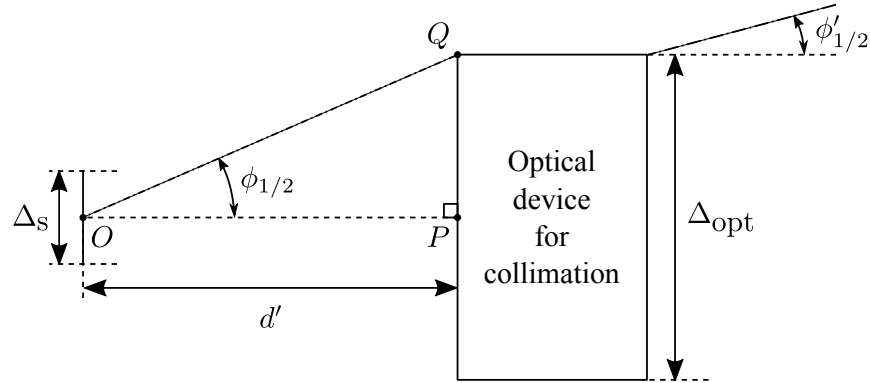 Q
ϕ′1/2
ϕ1/2
Δs
O
P
Optical
device
for
collimation
Δopt
d′